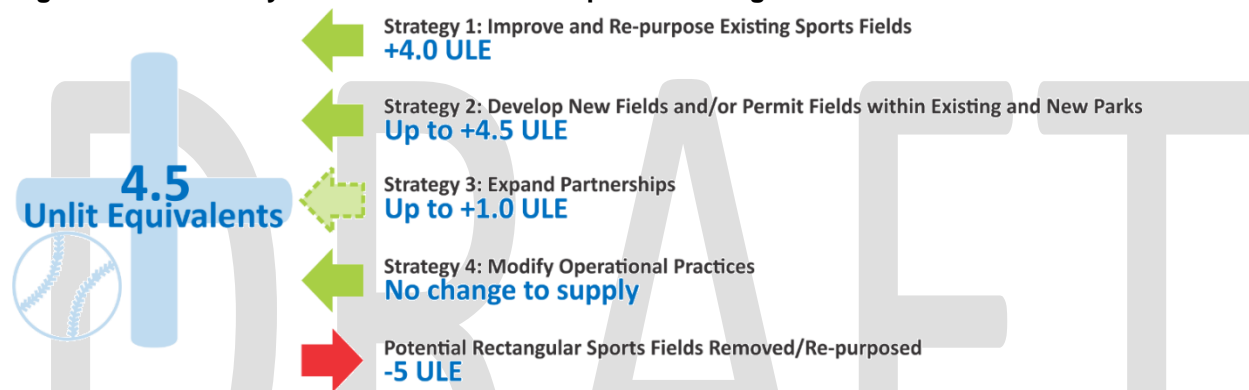 Strategy 1: Improve and Re-purpose Existing Sports Fields
+4.0 ULE
Strategy 2: Develop New Fields and/or Permit Fields within Existing and New Parks
Up to +4.5 ULE
4.5
Unlit Equivalents
Strategy 3: Expand Partnerships
Up to +1.0 ULE
Strategy 4: Modify Operational Practices
No change to supply
Potential Rectangular Sports Fields Removed/Re-purposed
-5 ULE
DRAFT